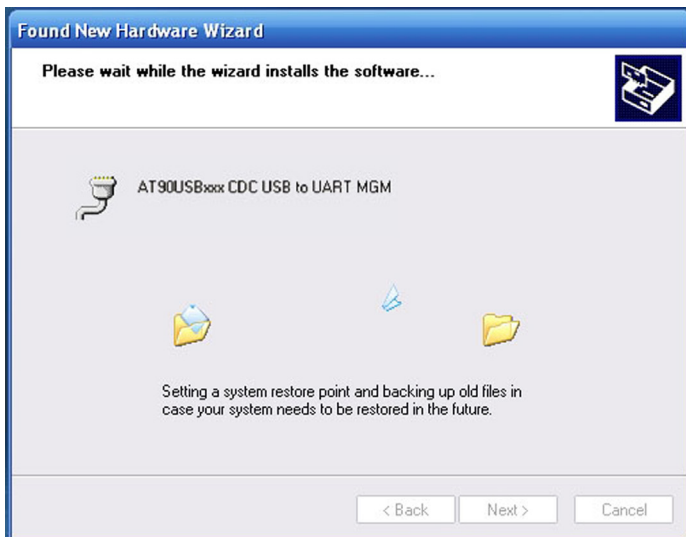 Found New Hardware Wizard
Please wait while the wizard installs the software...
AT90USBxxx CDC USB to UART MGM
Setting a system restore point and backing up old files in
case your system needs to be restored in the future.
< Back
Next >
Cancel